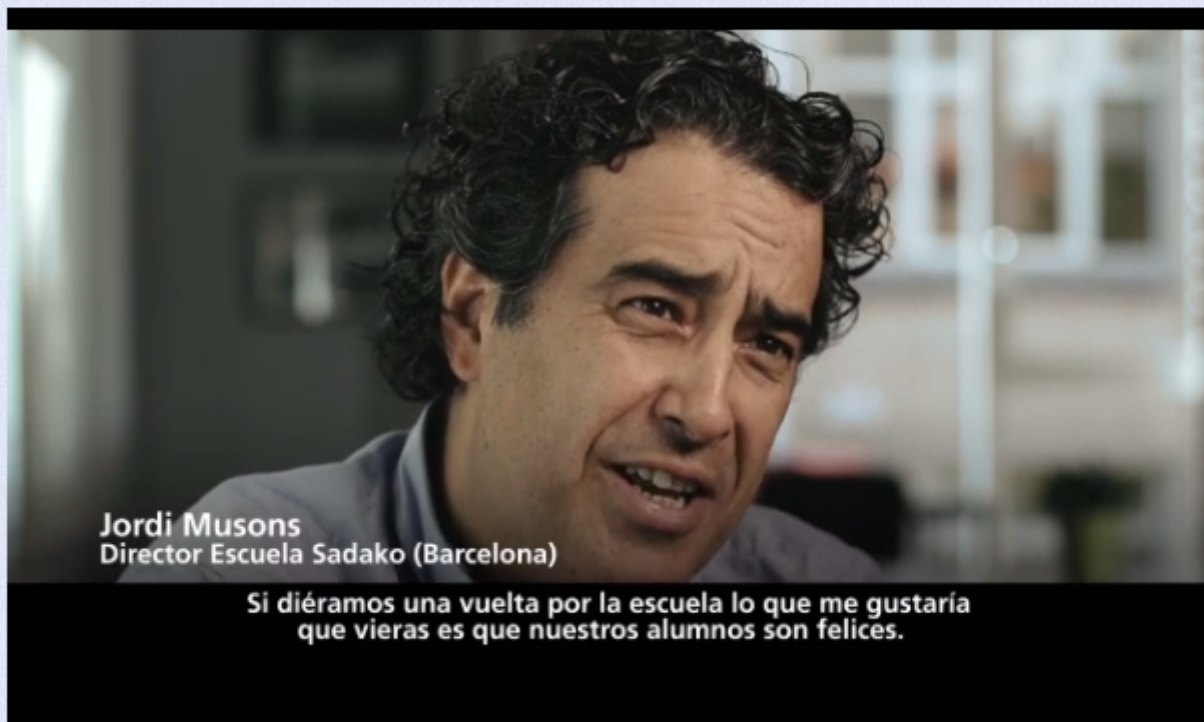 Jordi Musons
Director Escuela Sadako (Barcelona)
Si diéramos una vuelta por la escuela lo que me gustaría
que vieras es que nuestros alumnos son felices.